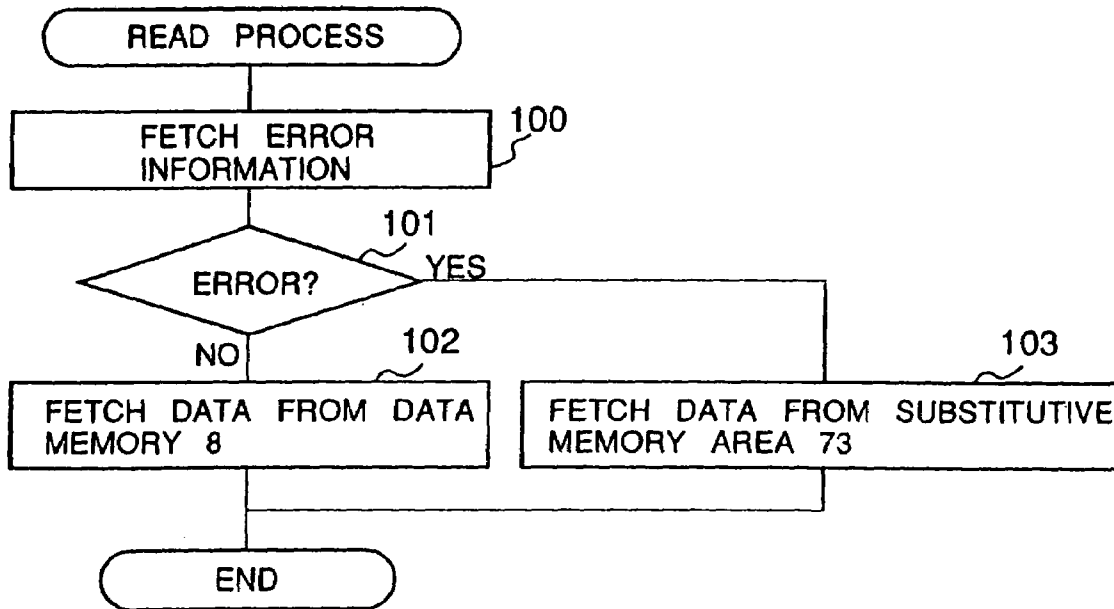 READ PROCESS
100
FETCH ERROR
INFORMATION
101
YES
ERROR?
NO
102
103
FETCH DATA FROM DATA
MEMORY 8
FETCH DATA FROM SUBSTITUTIVE
MEMORY AREA 73
END